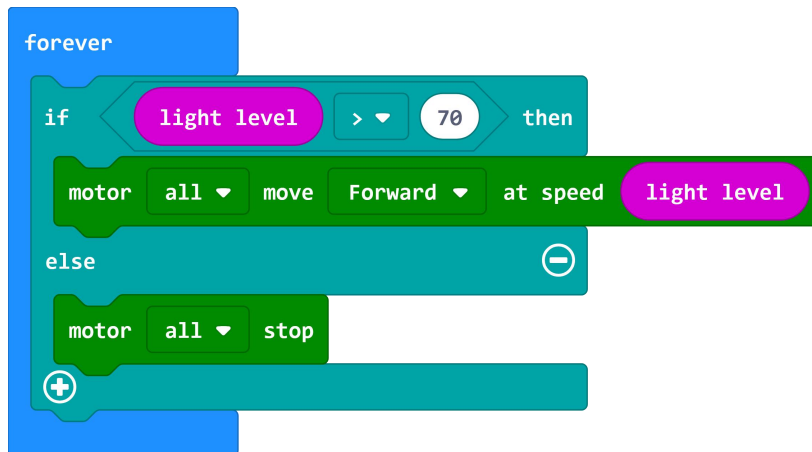 forever
if light level > 70 then
motor all move Forward at speed light level
else
motor all stop